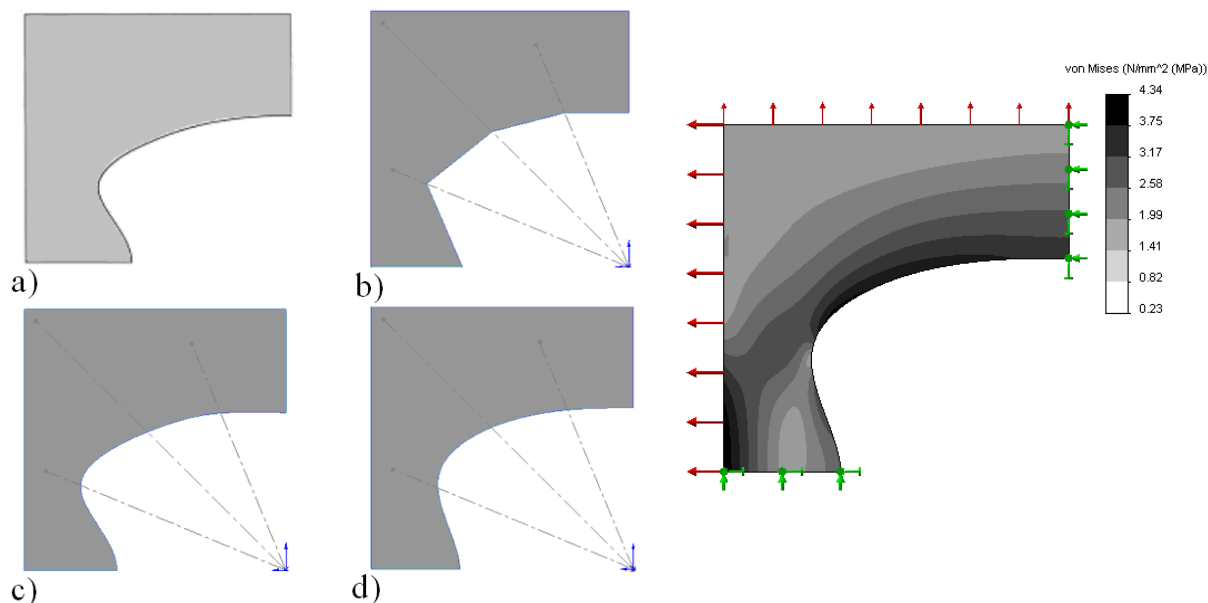 a)
b)
c)
d)
von Mises (N/mm^2 (MPa))
4.34
3.75
3.17
2.58
1.99
1.41
0.82
0.23